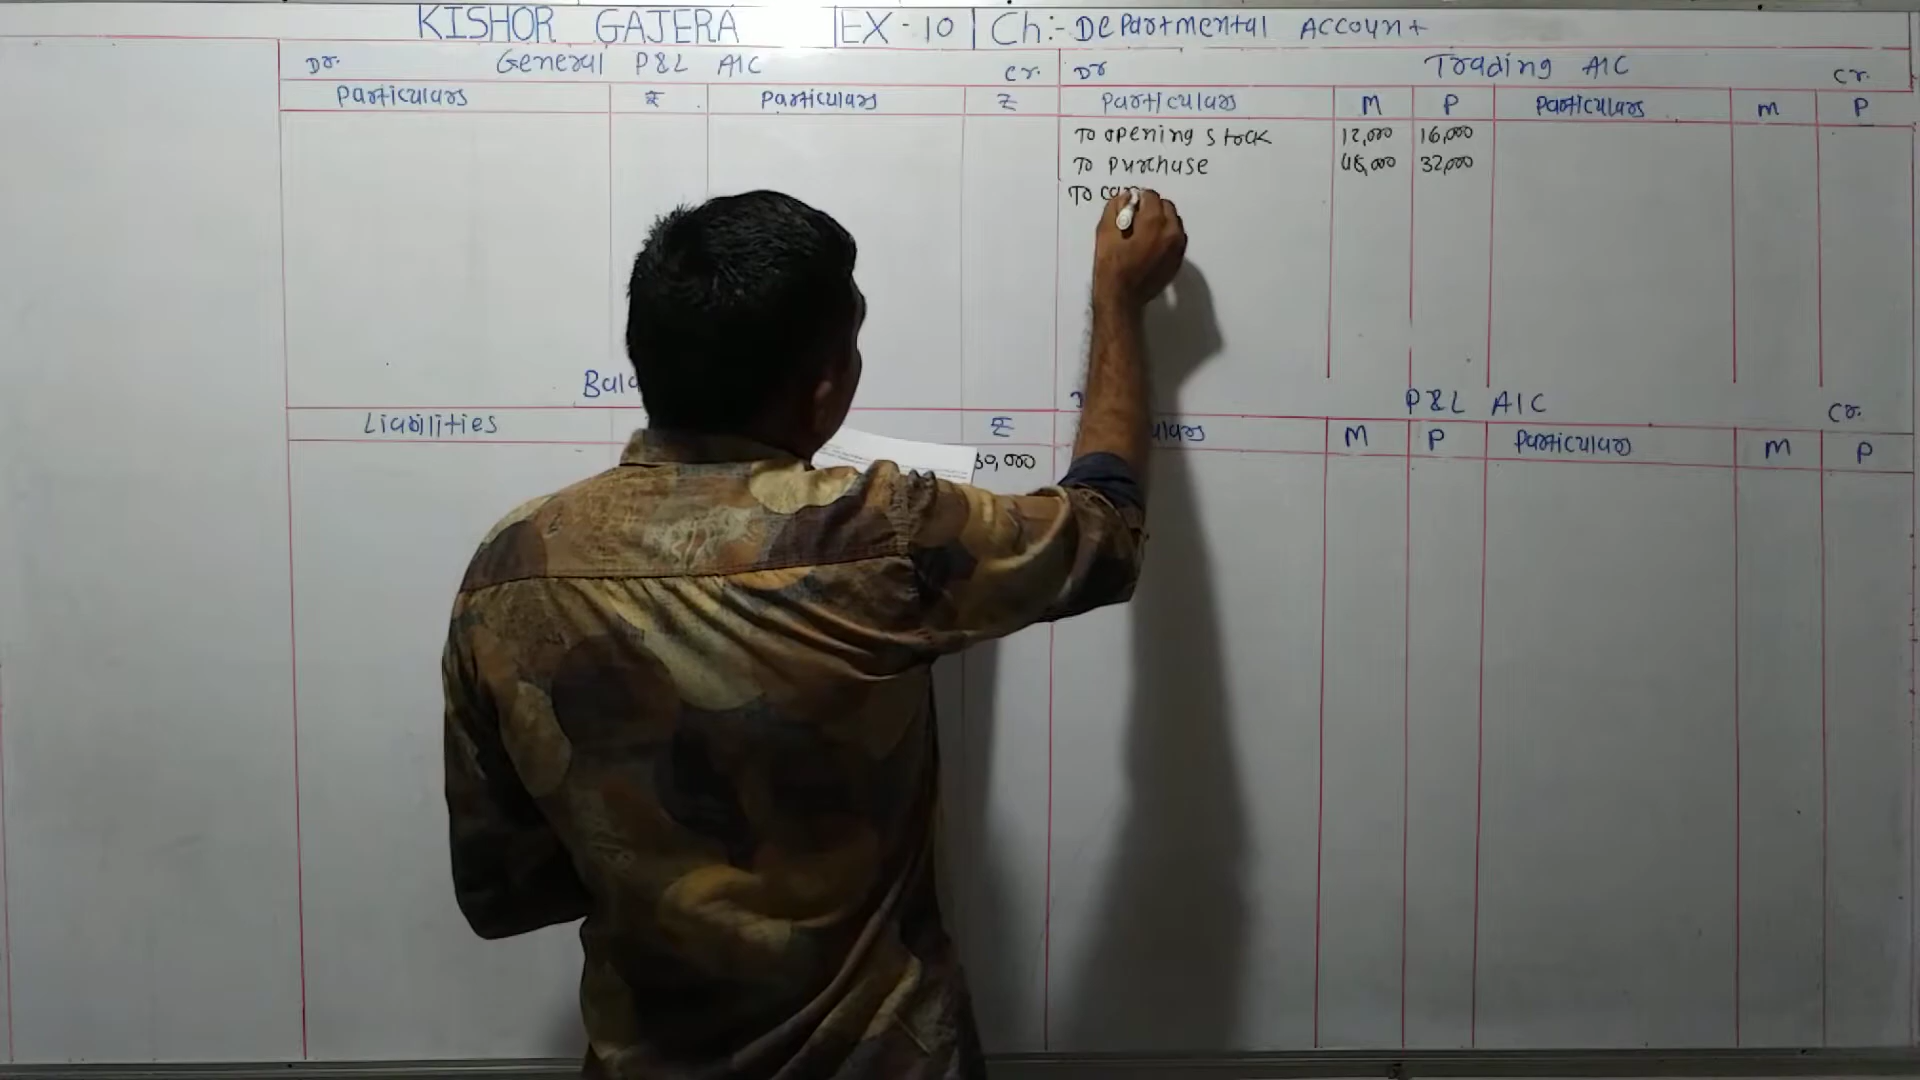 KISHOR GAJERA | EX-10 | Ch:- Departmental Account
Dr. General P&L A/C Cr.
Particulars ₹ Particulars ₹
Dr Trading A/C Cr.
Particulars M P Particulars M P
To opening stock 12,000 16,000
To purchase 48,000 32,000
To
P&L A/C Cr.
M P Particulars M P
Liabilities ₹